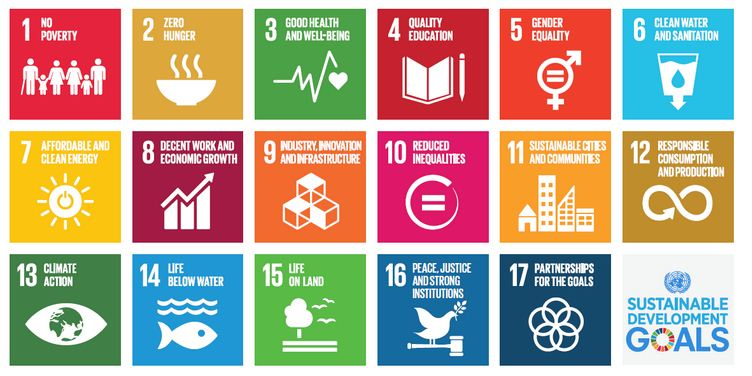 1 NO
POVERTY
2 ZERO
HUNGER
3 GOOD HEALTH
AND WELL-BEING
4 QUALITY
EDUCATION
5 GENDER
EQUALITY
6 CLEAN WATER
AND SANITATION
7 AFFORDABLE AND
CLEAN ENERGY
8 DECENT WORK AND
ECONOMIC GROWTH
9 INDUSTRY, INNOVATION
AND INFRASTRUCTURE
10 REDUCED
INEQUALITIES
11 SUSTAINABLE CITIES
AND COMMUNITIES
12 RESPONSIBLE
CONSUMPTION
AND PRODUCTION
13 CLIMATE
ACTION
14 LIFE
BELOW WATER
15 LIFE
ON LAND
16 PEACE, JUSTICE
AND STRONG
INSTITUTIONS
17 PARTNERSHIPS
FOR THE GOALS
SUSTAINABLE
DEVELOPMENT
GOALS